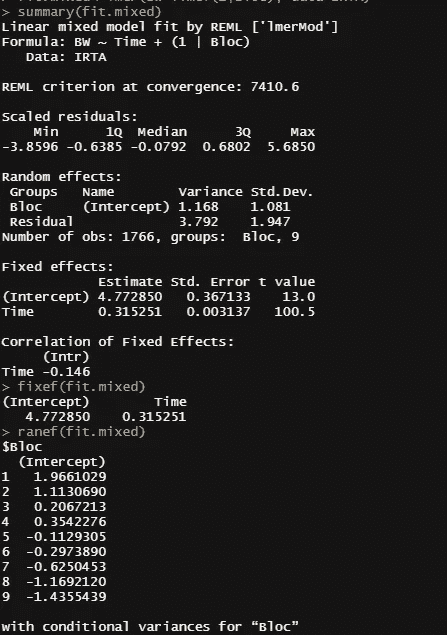 > summary(fit.mixed)
Linear mixed model fit by REML ['lmerMod']
Formula: BW ~ Time + (1 | Bloc)
Data: IRTA
REML criterion at convergence: 7410.6
Scaled residuals:
Min 1Q Median 3Q Max
-3.8596 -0.6385 -0.0792 0.6802 5.6850
Random effects:
Groups Name Variance Std.Dev.
Bloc (Intercept) 1.168 1.081
Residual 3.792 1.947
Number of obs: 1766, groups: Bloc, 9
Fixed effects:
Estimate Std. Error t value
(Intercept) 4.772850 0.367133 13.0
Time 0.315251 0.003137 100.5
Correlation of Fixed Effects:
(Intr)
Time -0.146
> fixef(fit.mixed)
(Intercept) Time
4.772850 0.315251
> ranef(fit.mixed)
$Bloc
(Intercept)
1 1.9661029
2 1.1130690
3 0.2067213
4 0.3542276
5 -0.1129305
6 -0.2973890
7 -0.6250453
8 -1.1692120
9 -1.4355439
with conditional variances for “Bloc”